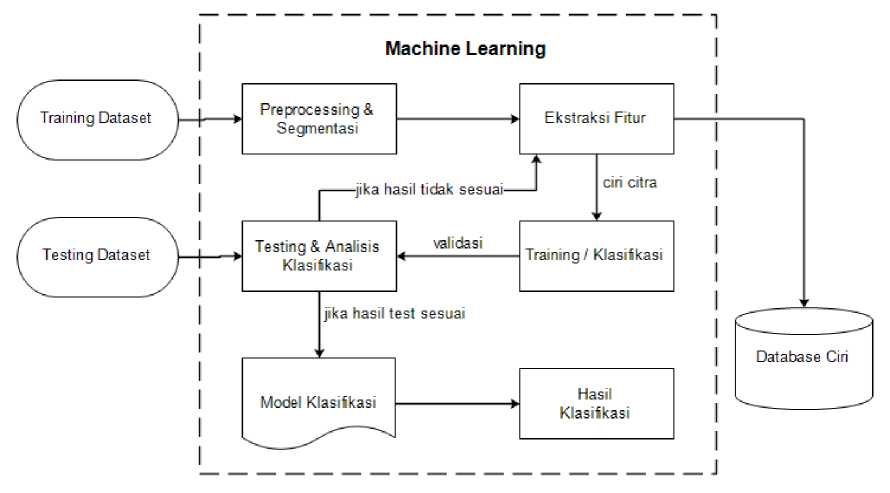 Machine Learning
Training Dataset
Preprocessing &
Segmentasi
Ekstraksi Fitur
jika hasil tidak sesuai
ciri citra
Testing Dataset
Testing & Analisis
Klasifikasi
validasi
Training / Klasifikasi
jika hasil test sesuai
Database Ciri
Model Klasifikasi
Hasil
Klasifikasi